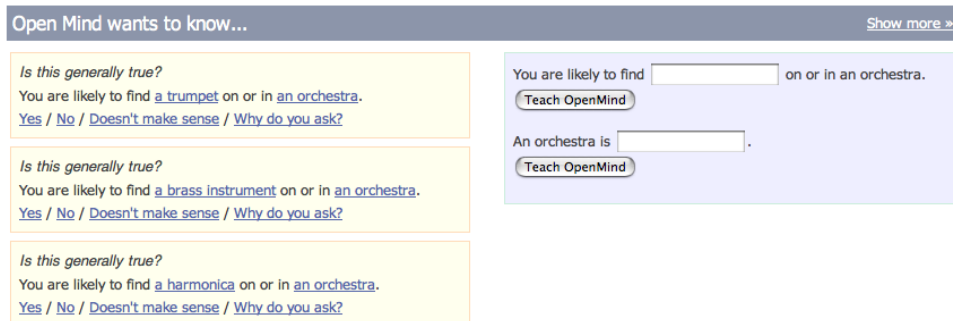 Open Mind wants to know...
Show more »
Is this generally true?
You are likely to find a trumpet on or in an orchestra.
Yes / No / Doesn't make sense / Why do you ask?
Is this generally true?
You are likely to find a brass instrument on or in an orchestra.
Yes / No / Doesn't make sense / Why do you ask?
Is this generally true?
You are likely to find a harmonica on or in an orchestra.
Yes / No / Doesn't make sense / Why do you ask?
You are likely to find on or in an orchestra.
Teach OpenMind
An orchestra is .
Teach OpenMind